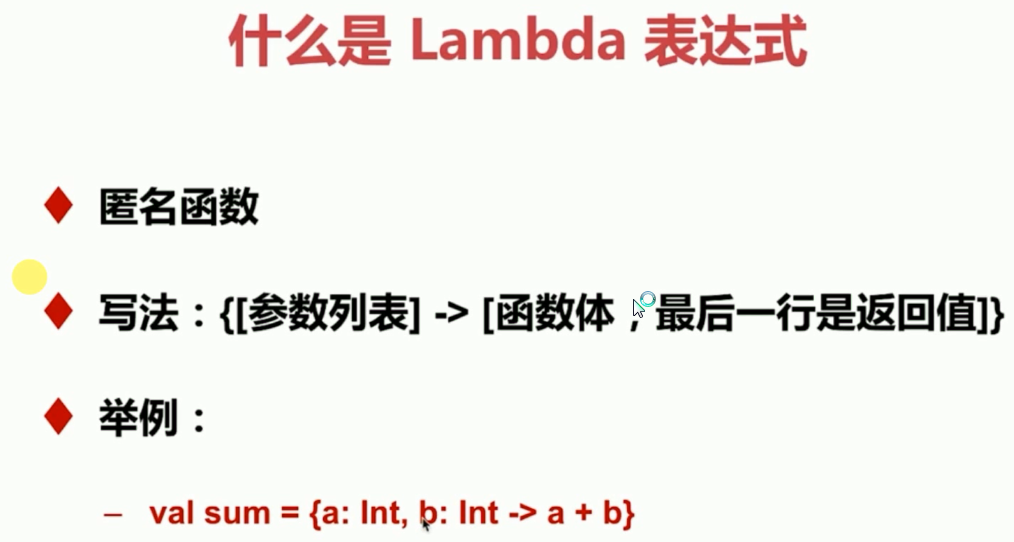 什么是 Lambda 表达式
匿名函数
写法：{[参数列表] -> [函数体，最后一行是返回值]}
举例：
– val sum = {a: Int, b: Int -> a + b}